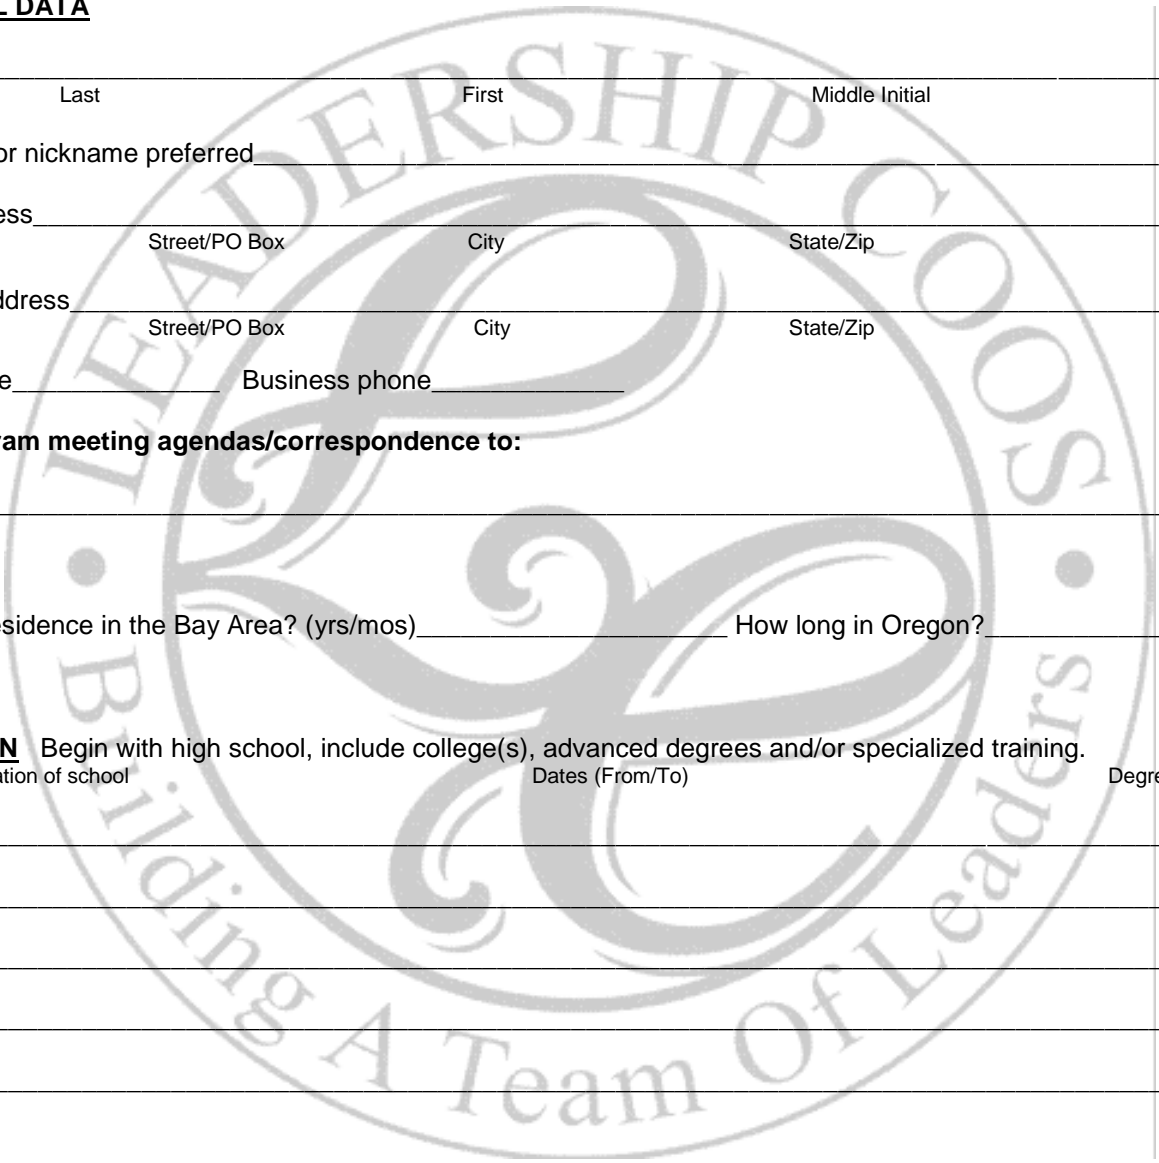 L DATA
Last First Middle Initial
or nickname preferred
ess
Street/PO Box City State/Zip
ddress
Street/PO Box City State/Zip
e Business phone
am meeting agendas/correspondence to:
esidence in the Bay Area? (yrs/mos) How long in Oregon?
N Begin with high school, include college(s), advanced degrees and/or specialized training.
ation of school Dates (From/To) Degre
LEADERSHIP COOS
Building A Team Of Leaders